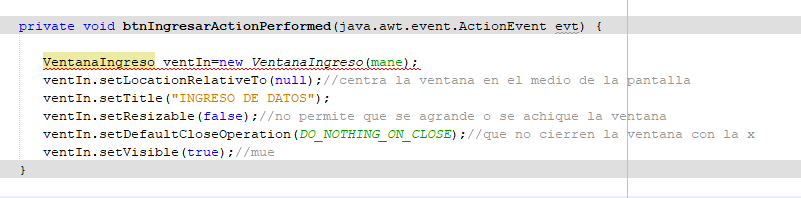 private void btnIngresarActionPerformed(java.awt.event.ActionEvent evt) {
VentanaIngreso ventIn=new VentanaIngreso(mane);
ventIn.setLocationRelativeTo(null);//centra la ventana en el medio de la pantalla
ventIn.setTitle("INGRESO DE DATOS");
ventIn.setResizable(false);//no permite que se agrande o se achique la ventana
ventIn.setDefaultCloseOperation(DO_NOTHING_ON_CLOSE);//que no cierren la ventana con la x
ventIn.setVisible(true);//mue
}